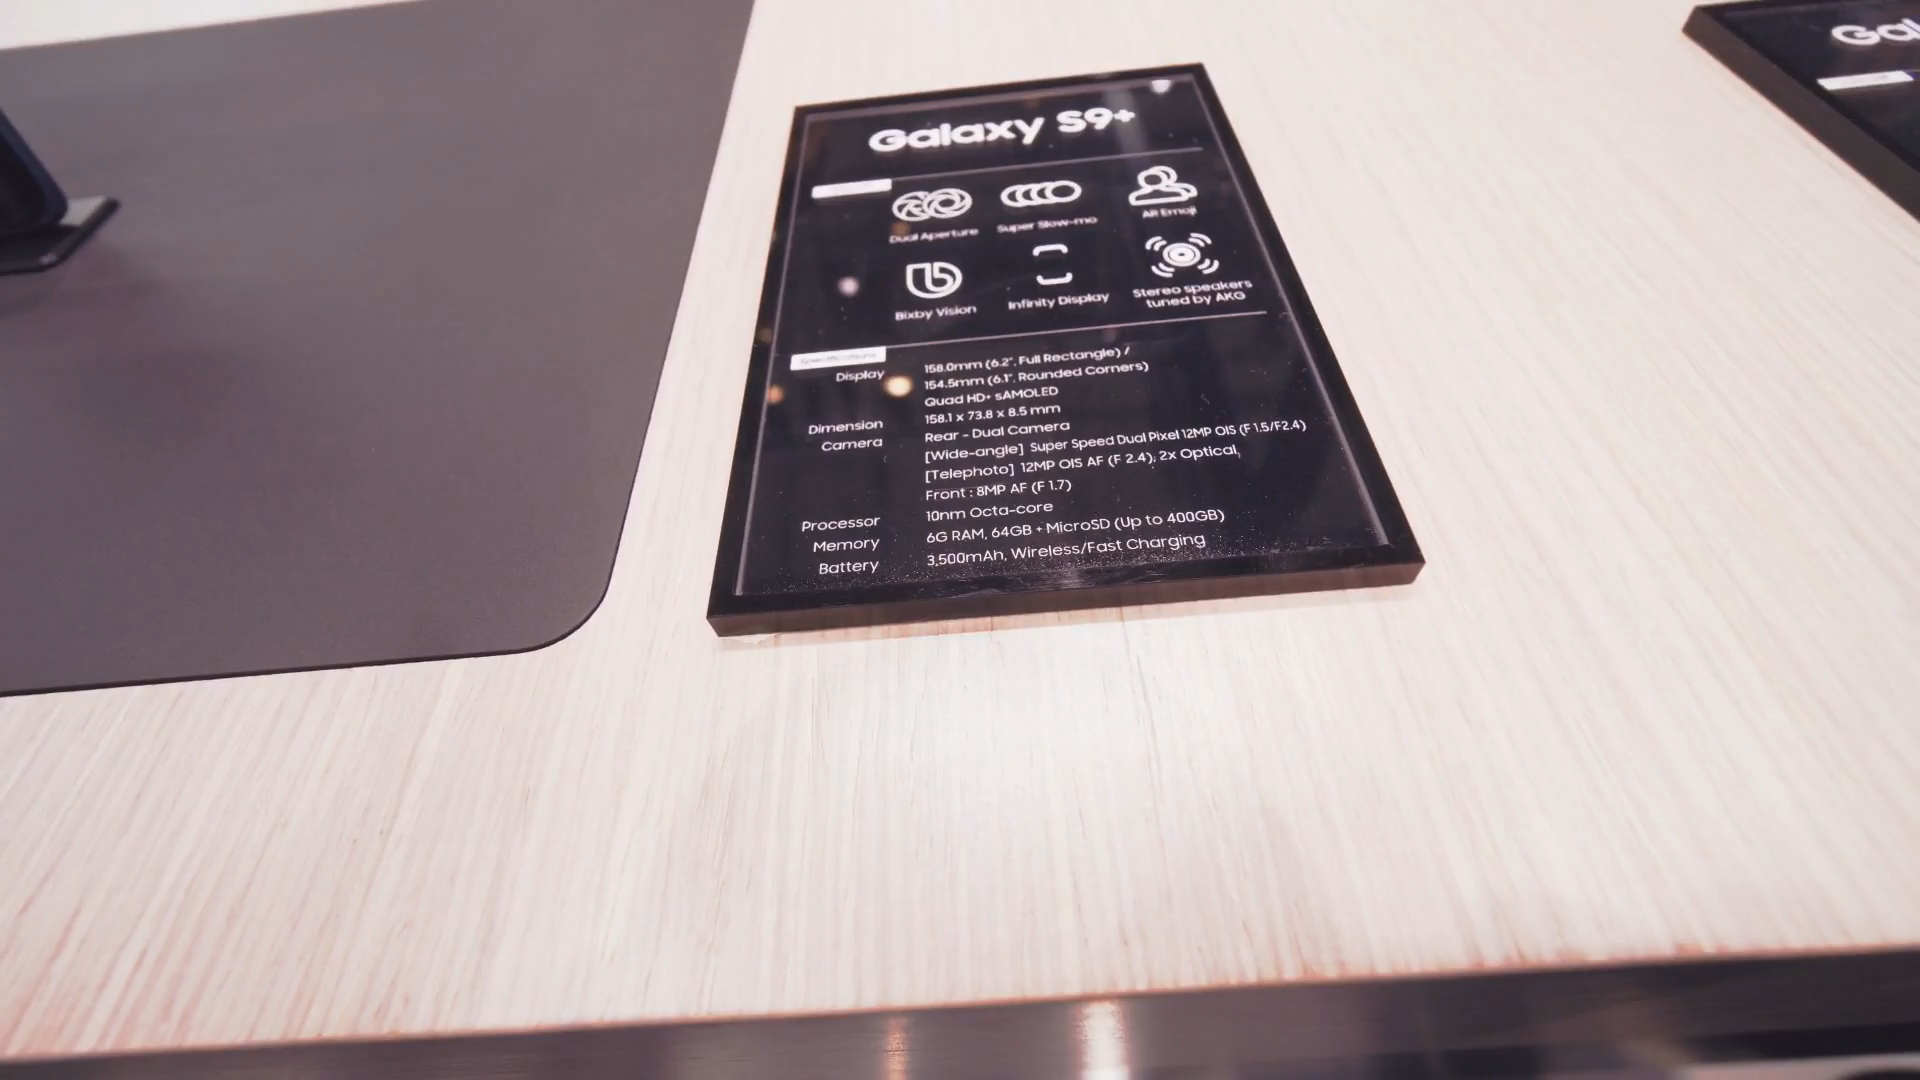 Galaxy S9+
Dual Aperture
Super Slow-mo
AR Emoji
Bixby Vision
Infinity Display
Stereo speakers
tuned by AKG
Specifications
Display 158.0mm (6.2", Full Rectangle) /
154.5mm (6.1", Rounded Corners)
Quad HD+ sAMOLED
Dimension 158.1 x 73.8 x 8.5 mm
Camera Rear - Dual Camera
[Wide-angle] Super Speed Dual Pixel 12MP OIS (F 1.5/F2.4)
[Telephoto] 12MP OIS AF (F 2.4), 2x Optical,
Front : 8MP AF (F 1.7)
Processor 10nm Octa-core
Memory 6G RAM, 64GB + MicroSD (Up to 400GB)
Battery 3,500mAh, Wireless/Fast Charging
Gal